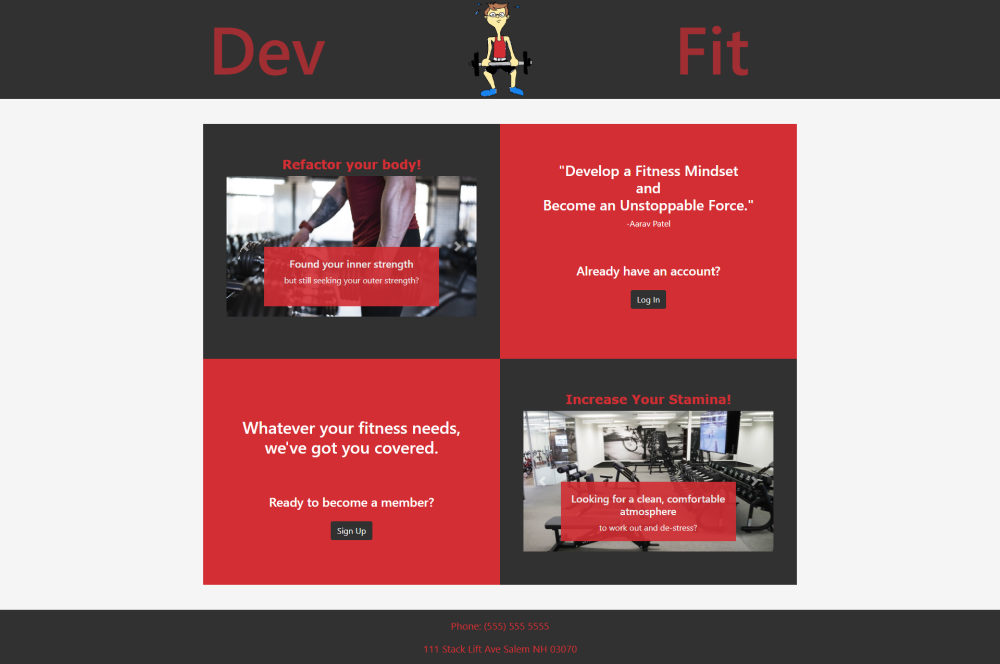 Dev Fit
Refactor your body!
Found your inner strength
but still seeking your outer strength?
"Develop a Fitness Mindset
and
Become an Unstoppable Force."
-Aarav Patel
Already have an account?
Log In
Whatever your fitness needs,
we've got you covered.
Ready to become a member?
Sign Up
Increase Your Stamina!
Looking for a clean, comfortable
atmosphere
to work out and de-stress?
Phone: (555) 555 5555
111 Stack Lift Ave Salem NH 03070